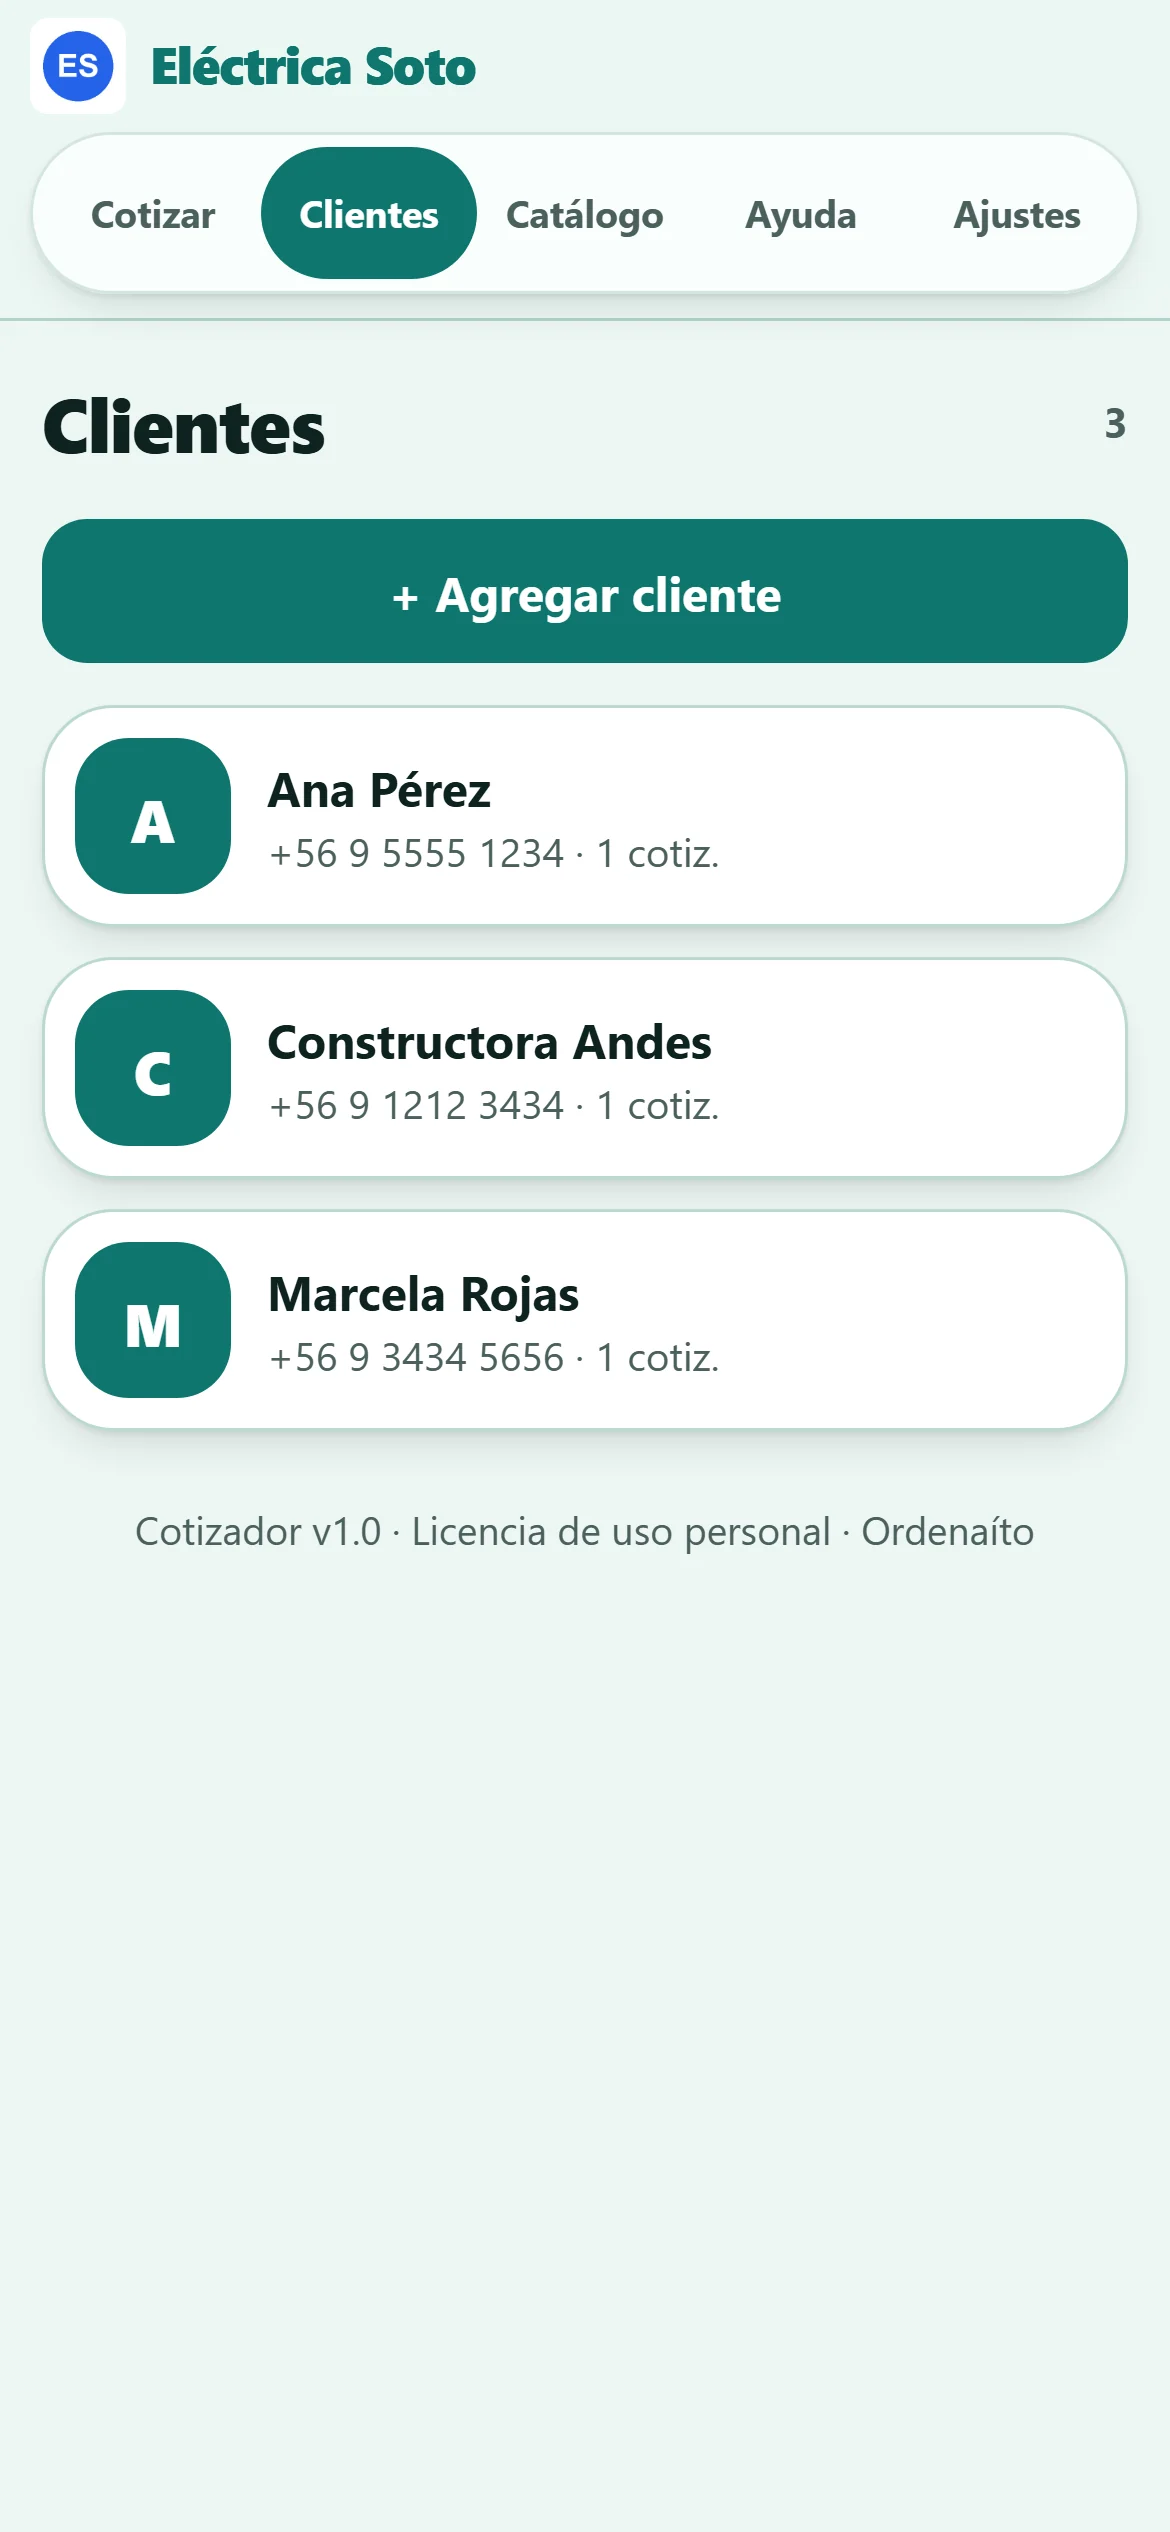 ES
Eléctrica Soto
Cotizar Clientes Catálogo Ayuda Ajustes
Clientes 3
+ Agregar cliente
A
Ana Pérez
+56 9 5555 1234 · 1 cotiz.
C
Constructora Andes
+56 9 1212 3434 · 1 cotiz.
M
Marcela Rojas
+56 9 3434 5656 · 1 cotiz.
Cotizador v1.0 · Licencia de uso personal · Ordenaíto